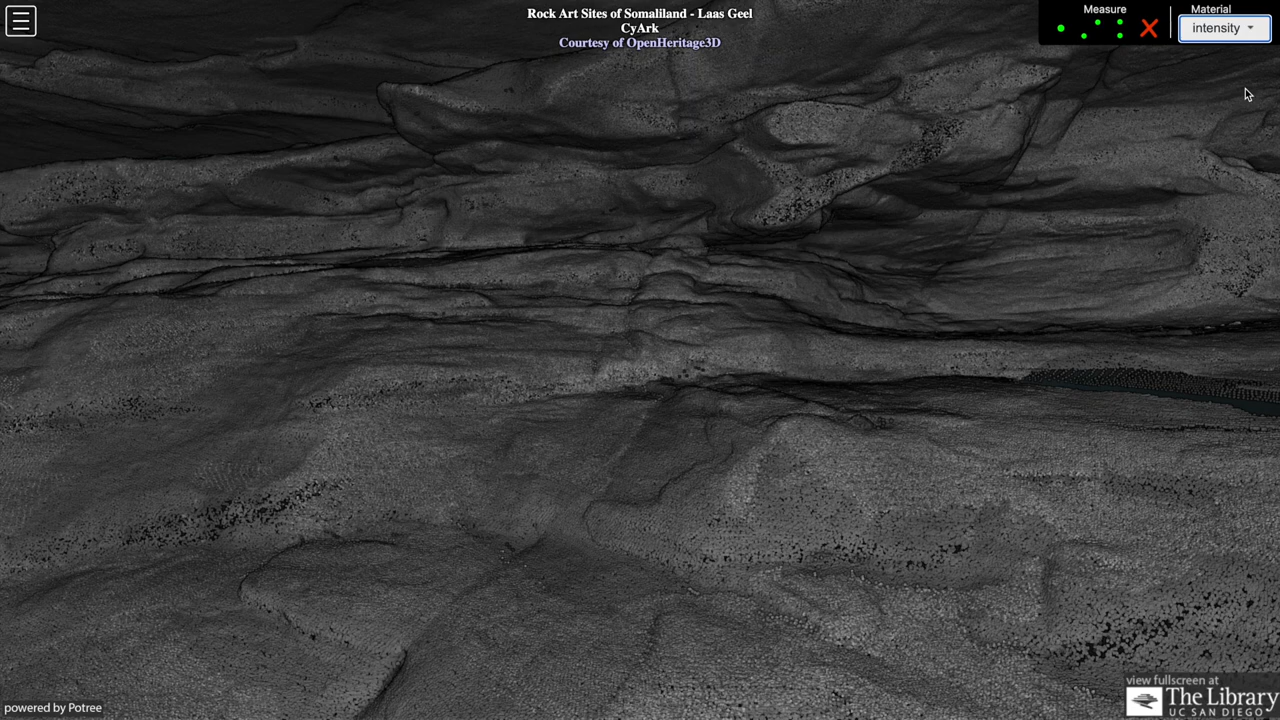 Rock Art Sites of Somaliland - Laas Geel
CyArk
Courtesy of OpenHeritage3D
Measure
Material
intensity
view fullscreen at
The Library
UC SAN DIEGO
powered by Potree